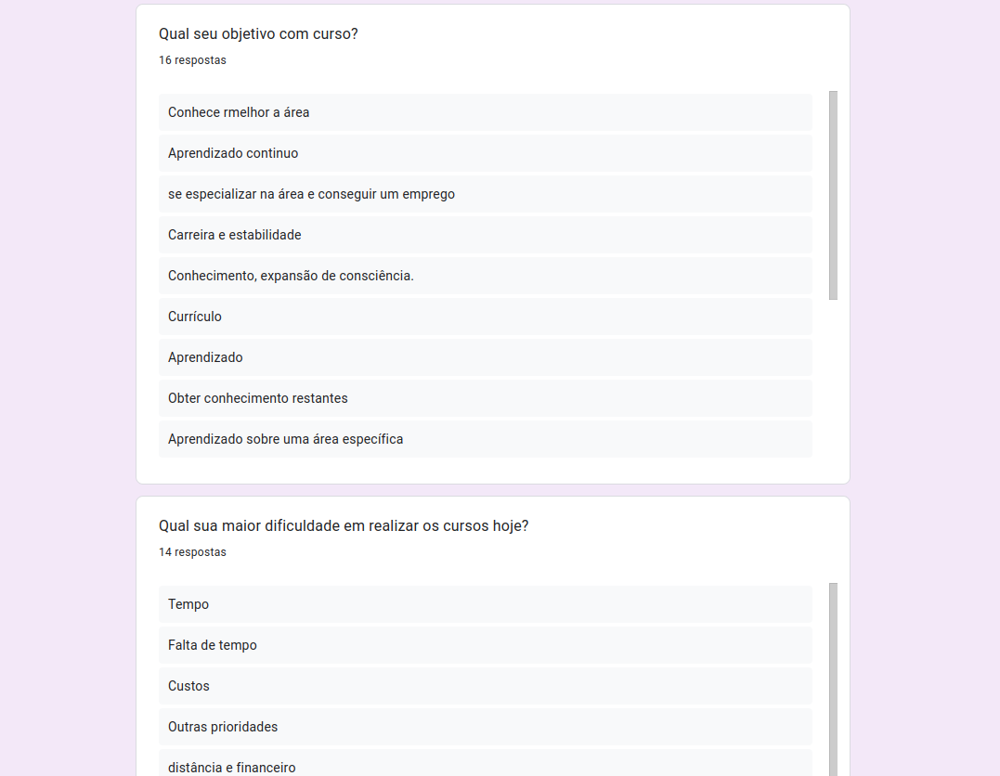 Qual seu objetivo com curso?
16 respostas
Conhece rmelhor a área
Aprendizado continuo
se especializar na área e conseguir um emprego
Carreira e estabilidade
Conhecimento, expansão de consciência.
Currículo
Aprendizado
Obter conhecimento restantes
Aprendizado sobre uma área específica
Qual sua maior dificuldade em realizar os cursos hoje?
14 respostas
Tempo
Falta de tempo
Custos
Outras prioridades
distância e financeiro